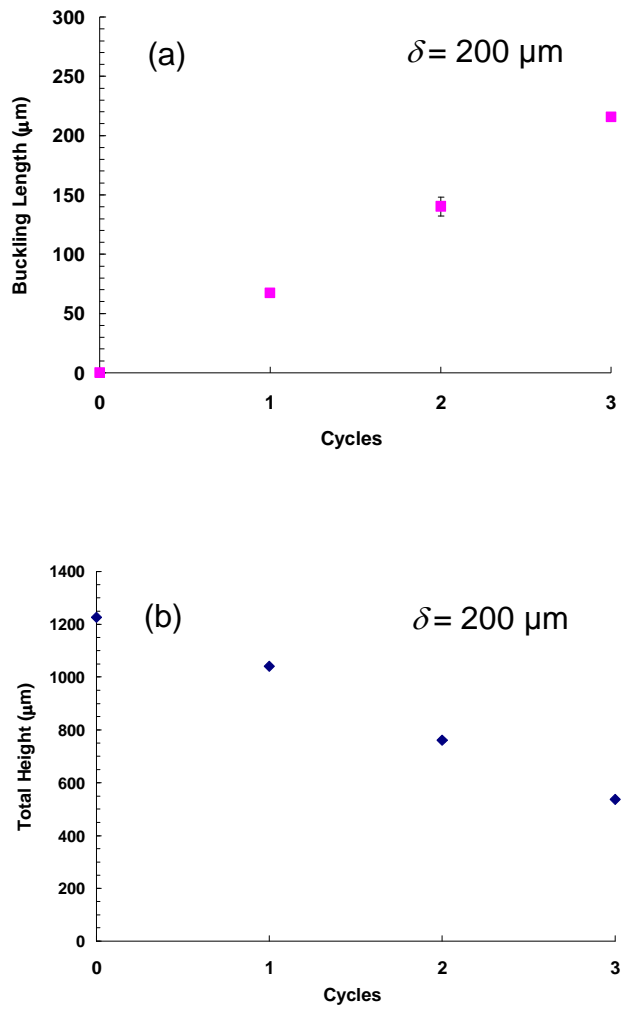 300
250
200
150
100
50
0
Buckling Length (μm)
(a)
δ = 200 μm
0 1 2 3
Cycles
1400
1200
1000
800
600
400
200
0
Total Height (μm)
(b)
δ = 200 μm
0 1 2 3
Cycles